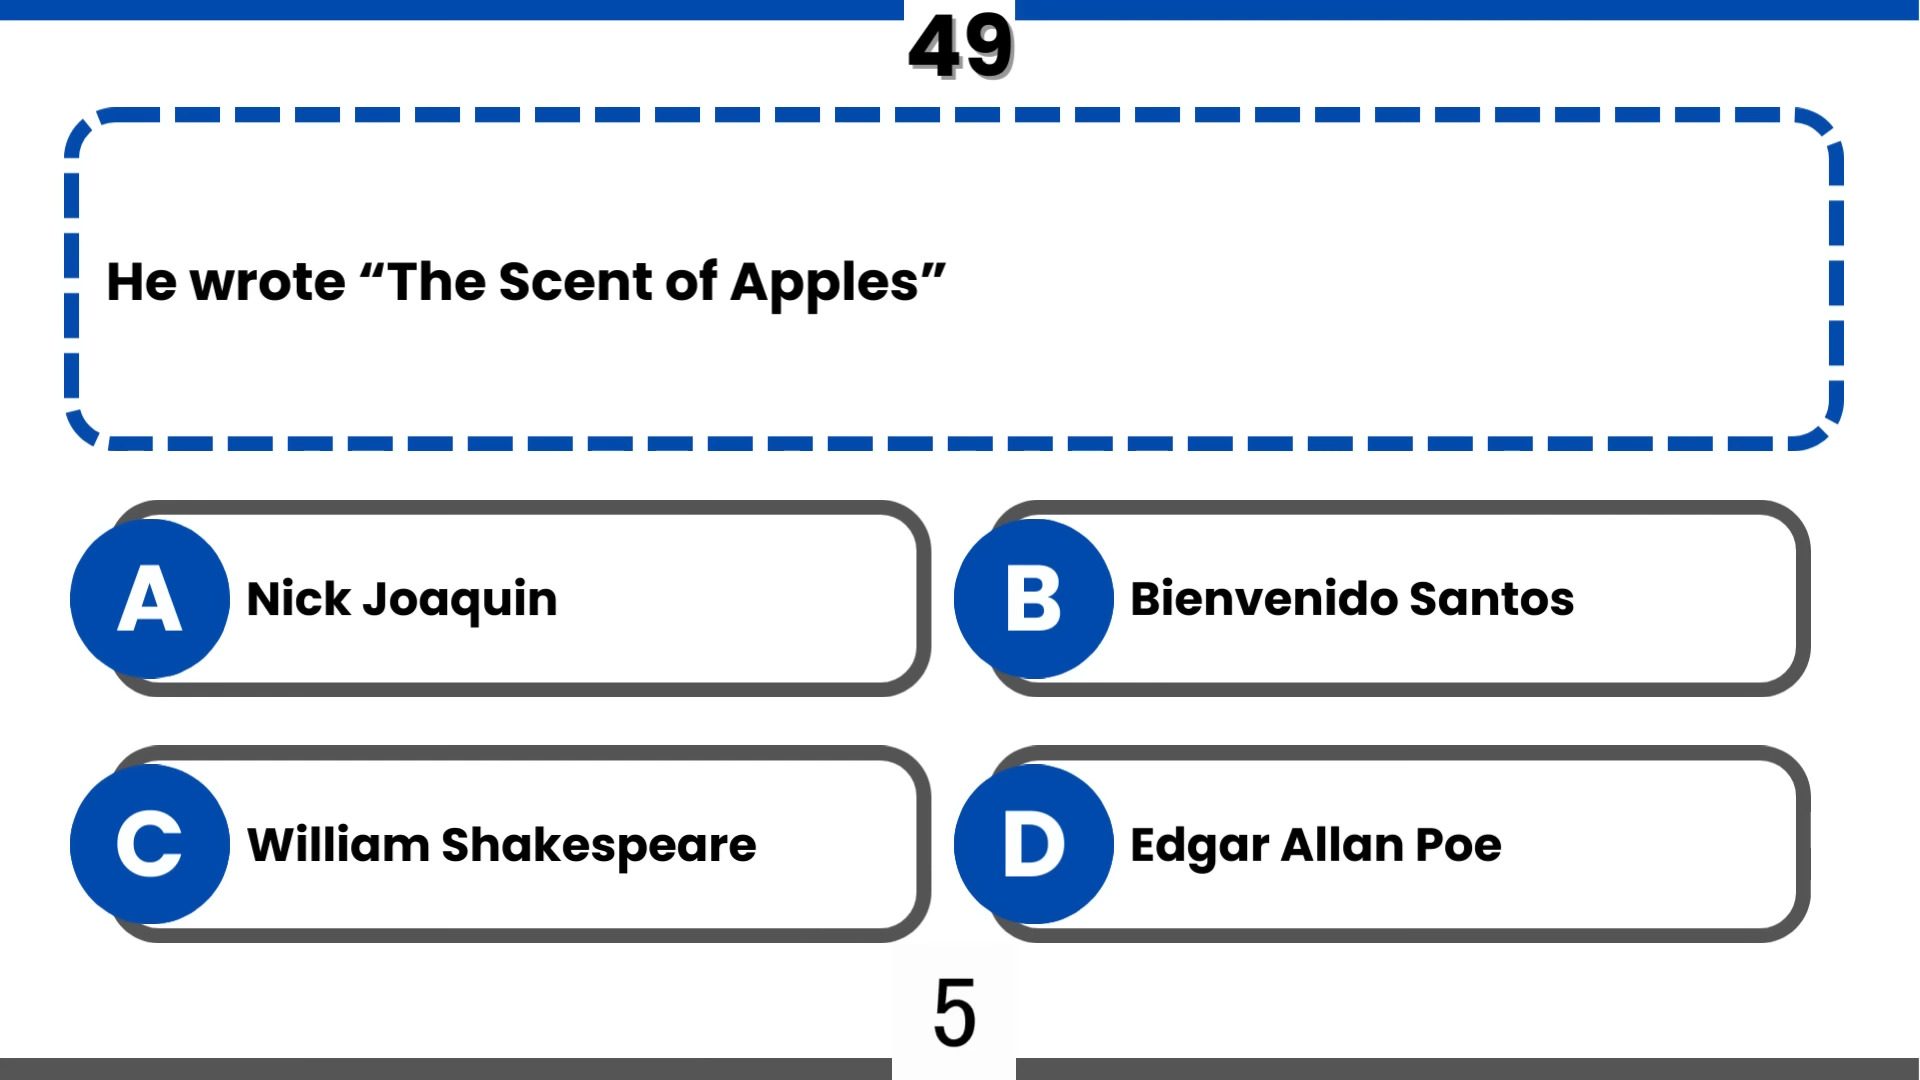 49
He wrote “The Scent of Apples”
A
Nick Joaquin
B
Bienvenido Santos
C
William Shakespeare
D
Edgar Allan Poe
5